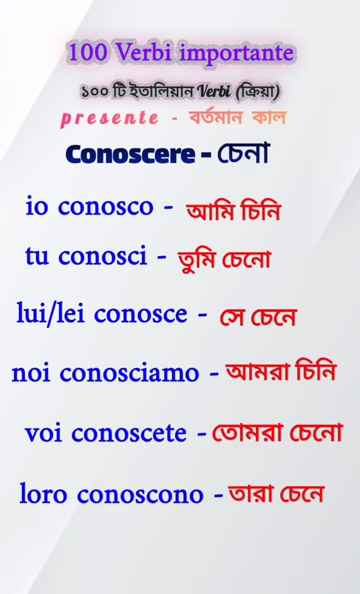 100 Verbi importante
১০০ টি ইতালিয়ান Verbi (ক্রিয়া)
presente - বর্তমান কাল
Conoscere - চেনা
io conosco - আমি চিনি
tu conosci - তুমি চেনো
lui/lei conosce - সে চেনে
noi conosciamo - আমরা চিনি
voi conoscete - তোমরা চেনো
loro conoscono - তারা চেনে